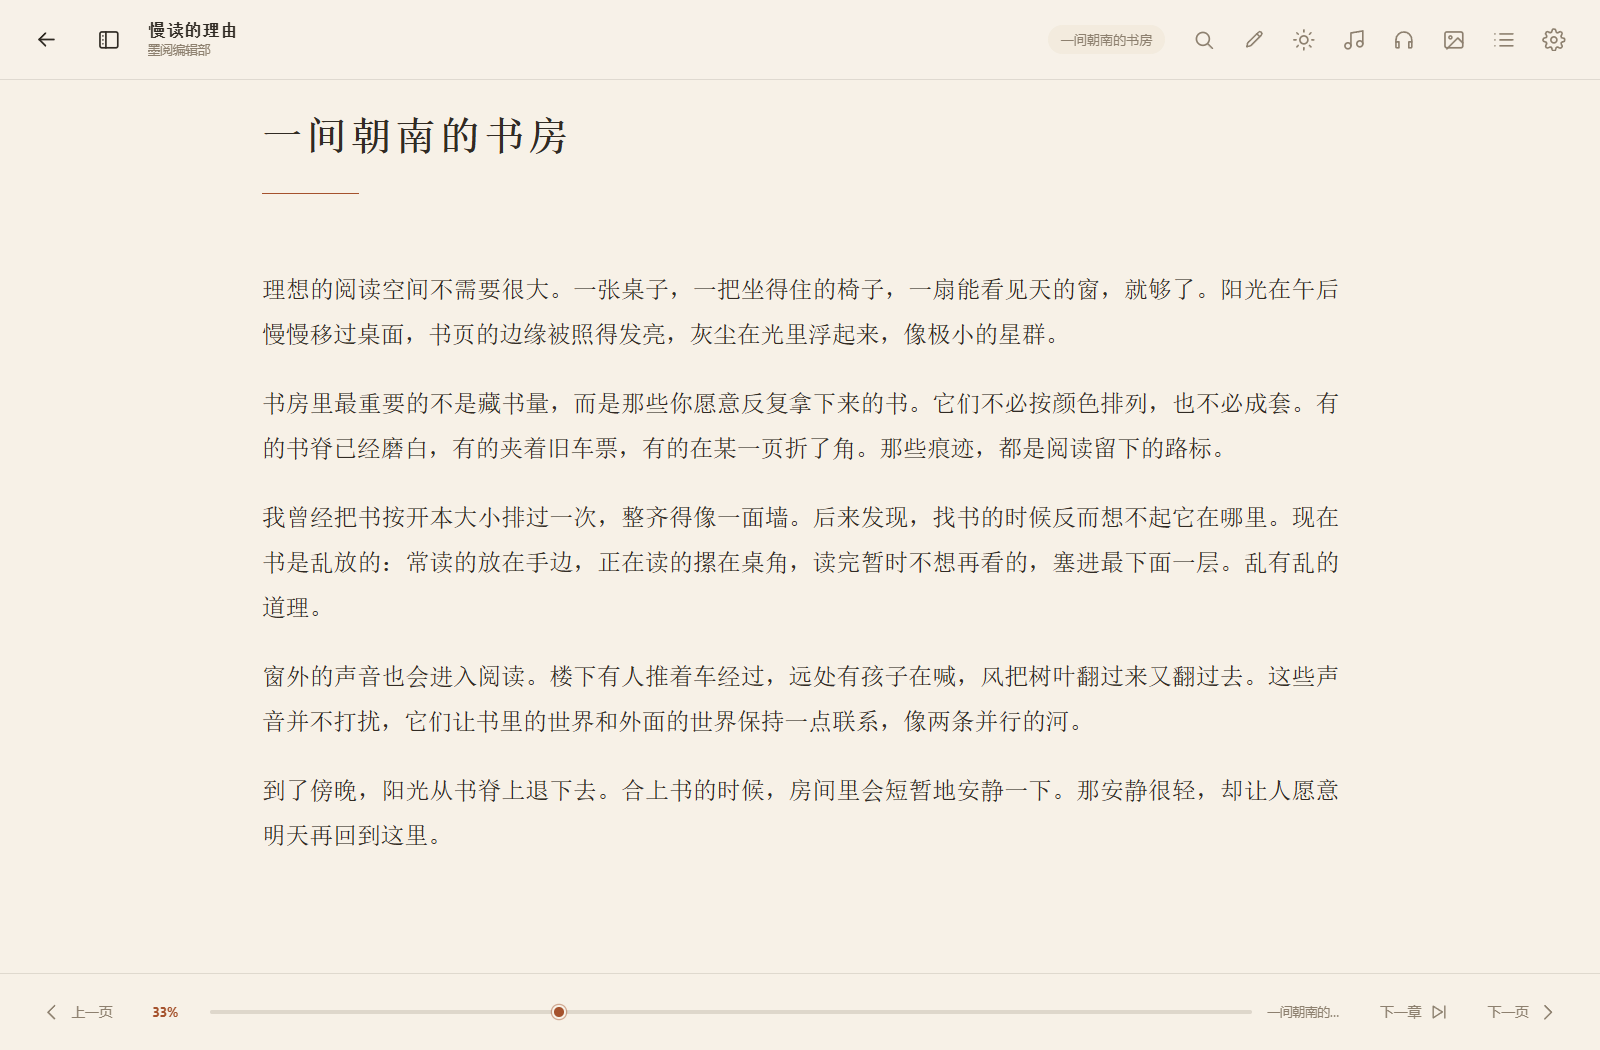 慢读的理由
墨阅编辑部
一间朝南的书房
一间朝南的书房
理想的阅读空间不需要很大。一张桌子，一把坐得住的椅子，一扇能看见天的窗，就够了。阳光在午后
慢慢移过桌面，书页的边缘被照得发亮，灰尘在光里浮起来，像极小的星群。
书房里最重要的不是藏书量，而是那些你愿意反复拿下来的书。它们不必按颜色排列，也不必成套。有
的书脊已经磨白，有的夹着旧车票，有的在某一页折了角。那些痕迹，都是阅读留下的路标。
我曾经把书按开本大小排过一次，整齐得像一面墙。后来发现，找书的时候反而想不起它在哪里。现在
书是乱放的：常读的放在手边，正在读的摞在桌角，读完暂时不想再看的，塞进最下面一层。乱有乱的
道理。
窗外的声音也会进入阅读。楼下有人推着车经过，远处有孩子在喊，风把树叶翻过来又翻过去。这些声
音并不打扰，它们让书里的世界和外面的世界保持一点联系，像两条并行的河。
到了傍晚，阳光从书脊上退下去。合上书的时候，房间里会短暂地安静一下。那安静很轻，却让人愿意
明天再回到这里。
上一页
33%
一间朝南的...
下一章
下一页